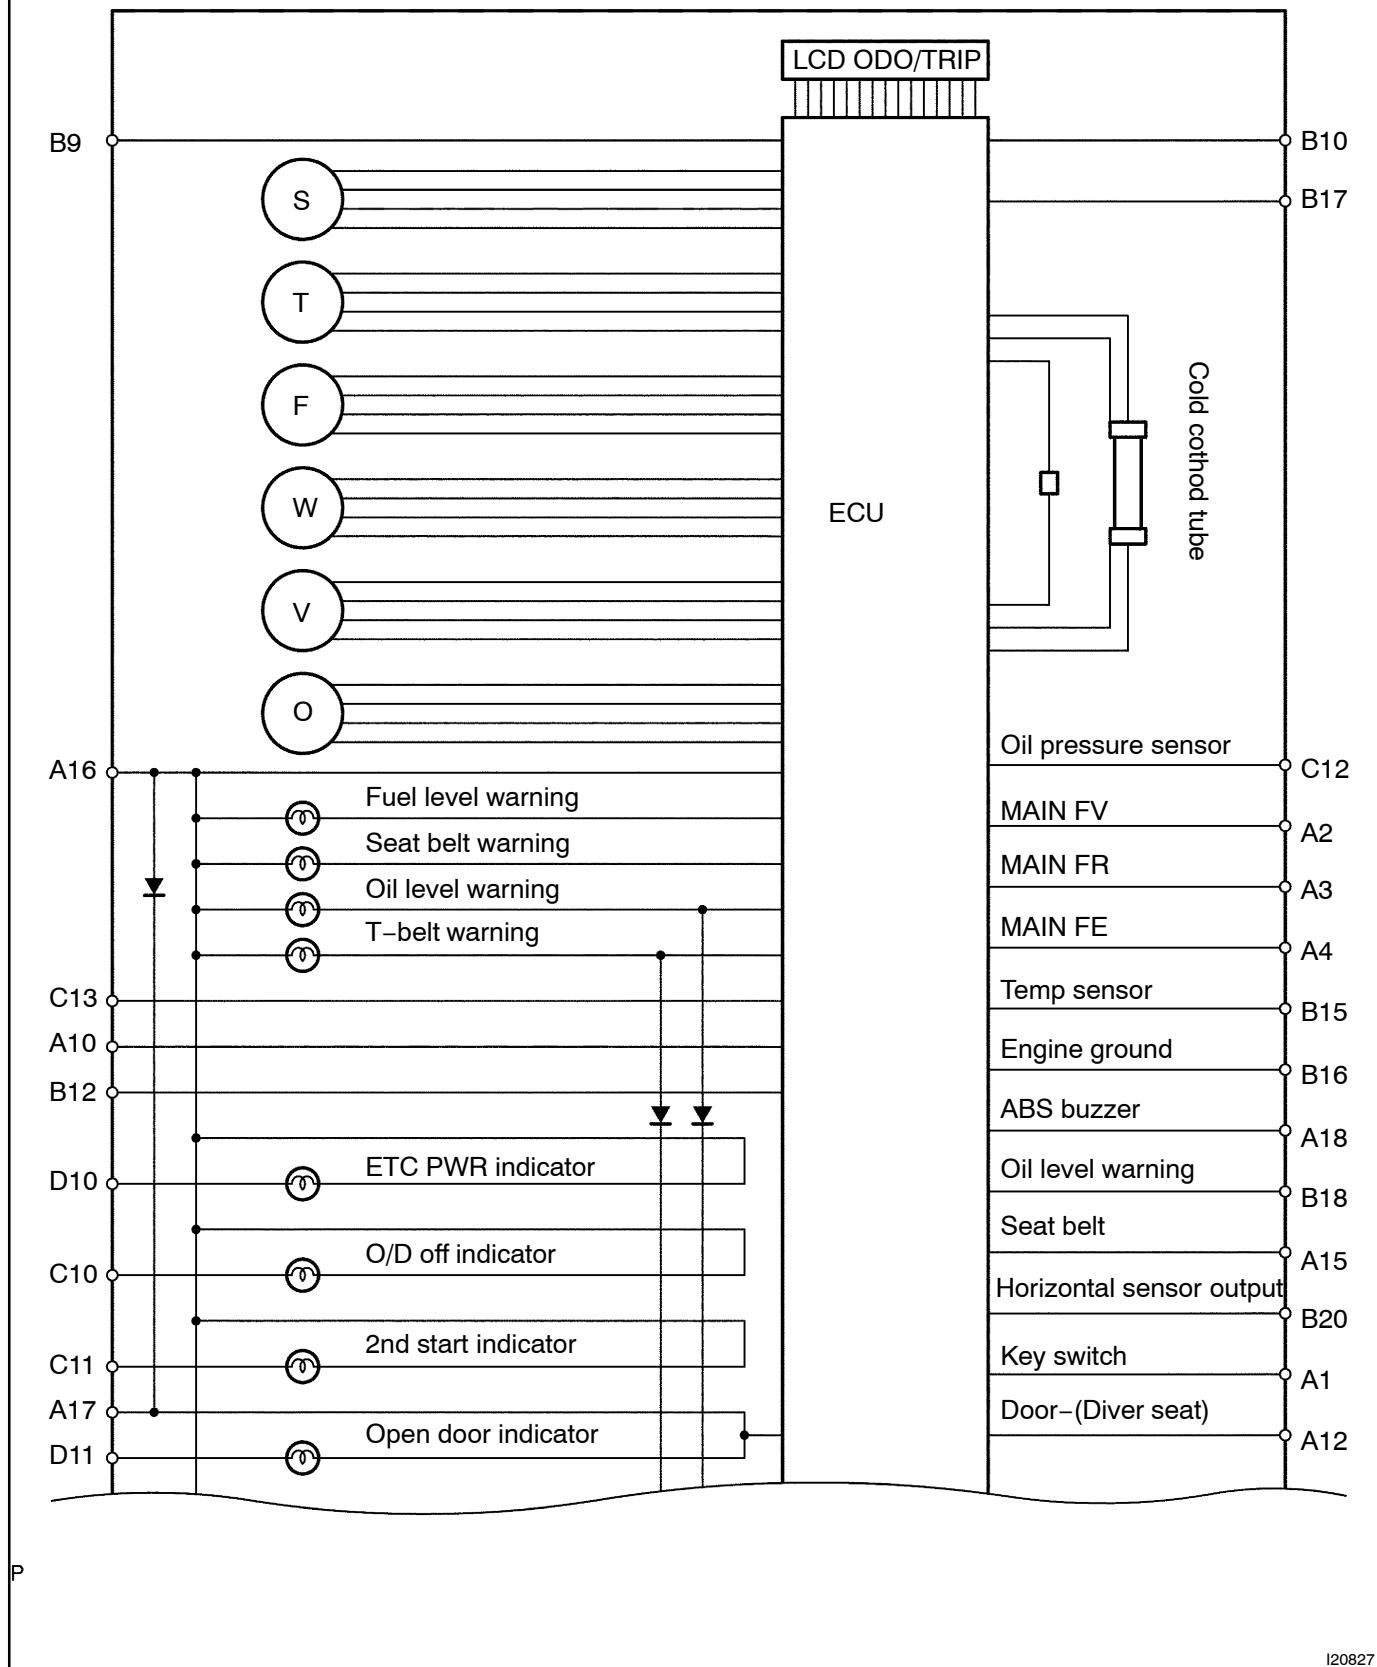 LCD ODO/TRIP
B9
B10
S
B17
T
F
Cold cothod tube
W
ECU
V
O
Oil pressure sensor
A16
C12
Fuel level warning
MAIN FV
A2
Seat belt warning
MAIN FR
Oil level warning
A3
T−belt warning
MAIN FE
A4
C13
Temp sensor
B15
A10
Engine ground
B16
B12
ABS buzzer
A18
ETC PWR indicator
Oil level warning
D10
B18
Seat belt
O/D off indicator
A15
C10
Horizontal sensor output
B20
2nd start indicator
Key switch
C11
A1
A17
Door−(Diver seat)
Open door indicator
A12
D11
P
I20827